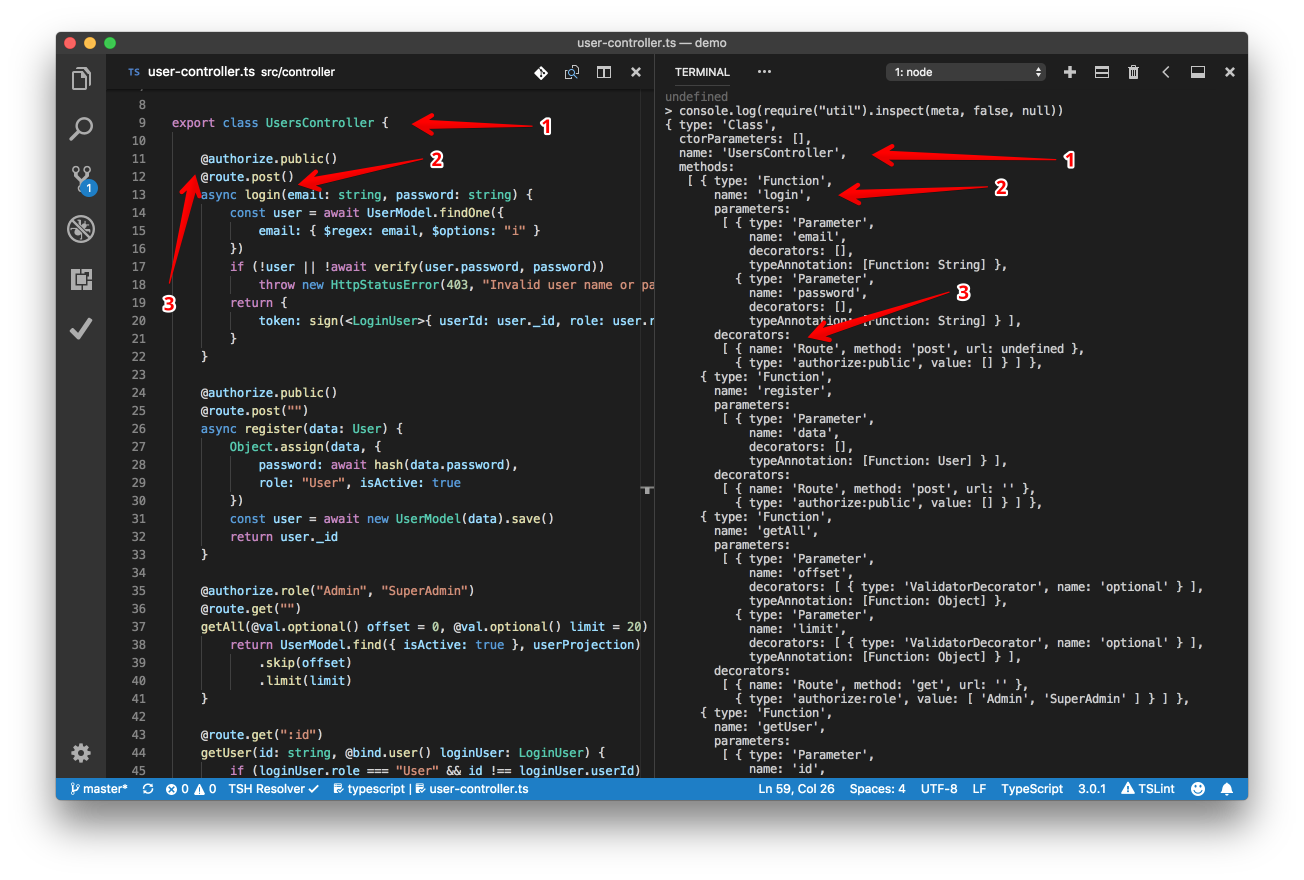 user-controller.ts — demo
TS user-controller.ts src/controller
8
9 export class UsersController {
1
10
11 @authorize.public()
2
12 @route.post()
13 async login(email: string, password: string) {
14 const user = await UserModel.findOne({
15 email: { $regex: email, $options: "i" }
16 })
17 if (!user || !await verify(user.password, password))
18 throw new HttpStatusError(403, "Invalid user name or pa
3
19 return {
20 token: sign(<LoginUser>{ userId: user._id, role: user.r
21 }
22 }
23
24 @authorize.public()
25 @route.post("")
26 async register(data: User) {
27 Object.assign(data, {
28 password: await hash(data.password),
29 role: "User", isActive: true
30 })
31 const user = await new UserModel(data).save()
32 return user._id
33 }
34
35 @authorize.role("Admin", "SuperAdmin")
36 @route.get("")
37 getAll(@val.optional() offset = 0, @val.optional() limit = 20)
38 return UserModel.find({ isActive: true }, userProjection)
39 .skip(offset)
40 .limit(limit)
41 }
42
43 @route.get(":id")
44 getUser(id: string, @bind.user() loginUser: LoginUser) {
45 if (loginUser.role === "User" && id !== loginUser.userId)
1
TERMINAL ••• 1: node
undefined
> console.log(require("util").inspect(meta, false, null))
{ type: 'Class',
ctorParameters: [],
name: 'UsersController',
1
methods:
[ { type: 'Function',
2
name: 'login',
parameters:
[ { type: 'Parameter',
name: 'email',
decorators: [],
typeAnnotation: [Function: String] },
{ type: 'Parameter',
name: 'password',
3
decorators: [],
typeAnnotation: [Function: String] } ],
decorators:
[ { name: 'Route', method: 'post', url: undefined },
{ type: 'authorize:public', value: [] } ] },
{ type: 'Function',
name: 'register',
parameters:
[ { type: 'Parameter',
name: 'data',
decorators: [],
typeAnnotation: [Function: User] } ],
decorators:
[ { name: 'Route', method: 'post', url: '' },
{ type: 'authorize:public', value: [] } ] },
{ type: 'Function',
name: 'getAll',
parameters:
[ { type: 'Parameter',
name: 'offset',
decorators: [ { type: 'ValidatorDecorator', name: 'optional' } ],
typeAnnotation: [Function: Object] },
{ type: 'Parameter',
name: 'limit',
decorators: [ { type: 'ValidatorDecorator', name: 'optional' } ],
typeAnnotation: [Function: Object] } ],
decorators:
[ { name: 'Route', method: 'get', url: '' },
{ type: 'authorize:role', value: [ 'Admin', 'SuperAdmin' ] } ] },
{ type: 'Function',
name: 'getUser',
parameters:
[ { type: 'Parameter',
name: 'id',
master* 0 0 TSH Resolver ✓ typescript | user-controller.ts Ln 59, Col 26 Spaces: 4 UTF-8 LF TypeScript 3.0.1 TSLint